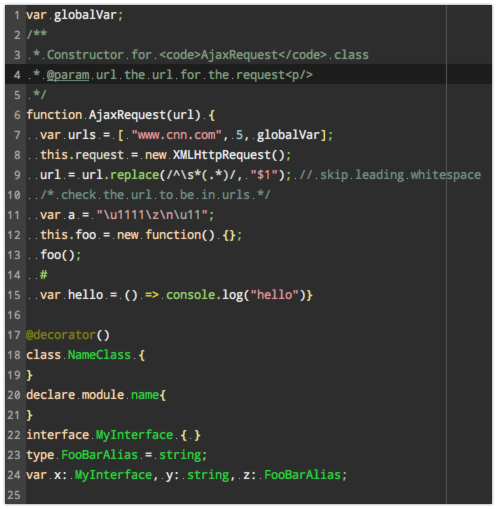 1 var globalVar;
2 /**
3  * Constructor for <code>AjaxRequest</code> class
4  * @param url the url for the request<p/>
5  */
6 function AjaxRequest(url) {
7   var urls = [ "www.cnn.com", 5, globalVar];
8   this.request = new XMLHttpRequest();
9   url = url.replace(/^\s*(.*)/, "$1"); // skip leading whitespace
10   /* check the url to be in urls */
11   var a = "\u1111\z\n\u11";
12   this.foo = new function() {};
13   foo();
14   #
15   var hello = () => console.log("hello")}
16
17 @decorator()
18 class NameClass {
19 }
20 declare module name{
21 }
22 interface MyInterface { }
23 type FooBarAlias = string;
24 var x: MyInterface, y: string, z: FooBarAlias;
25